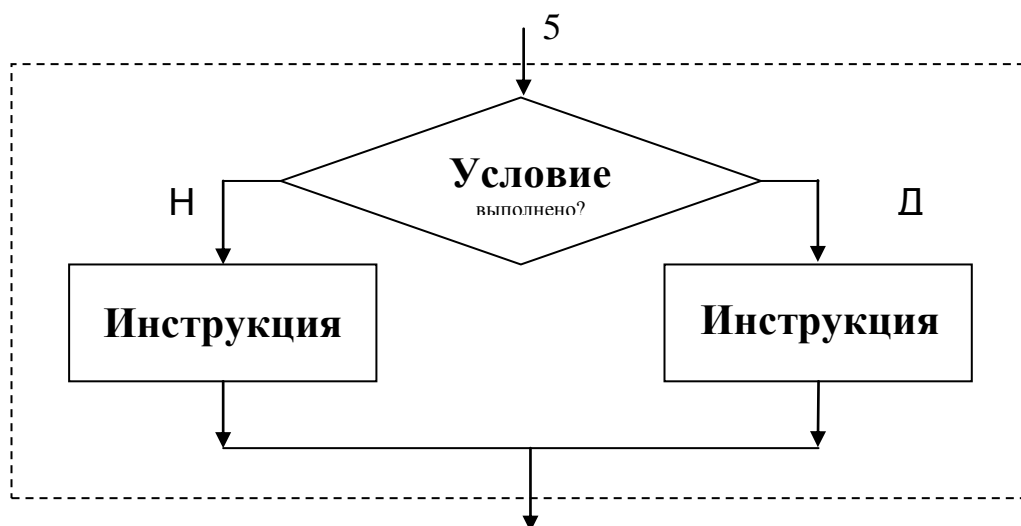 5
Условие
выполнено?
Н
Д
Инструкция
Инструкция